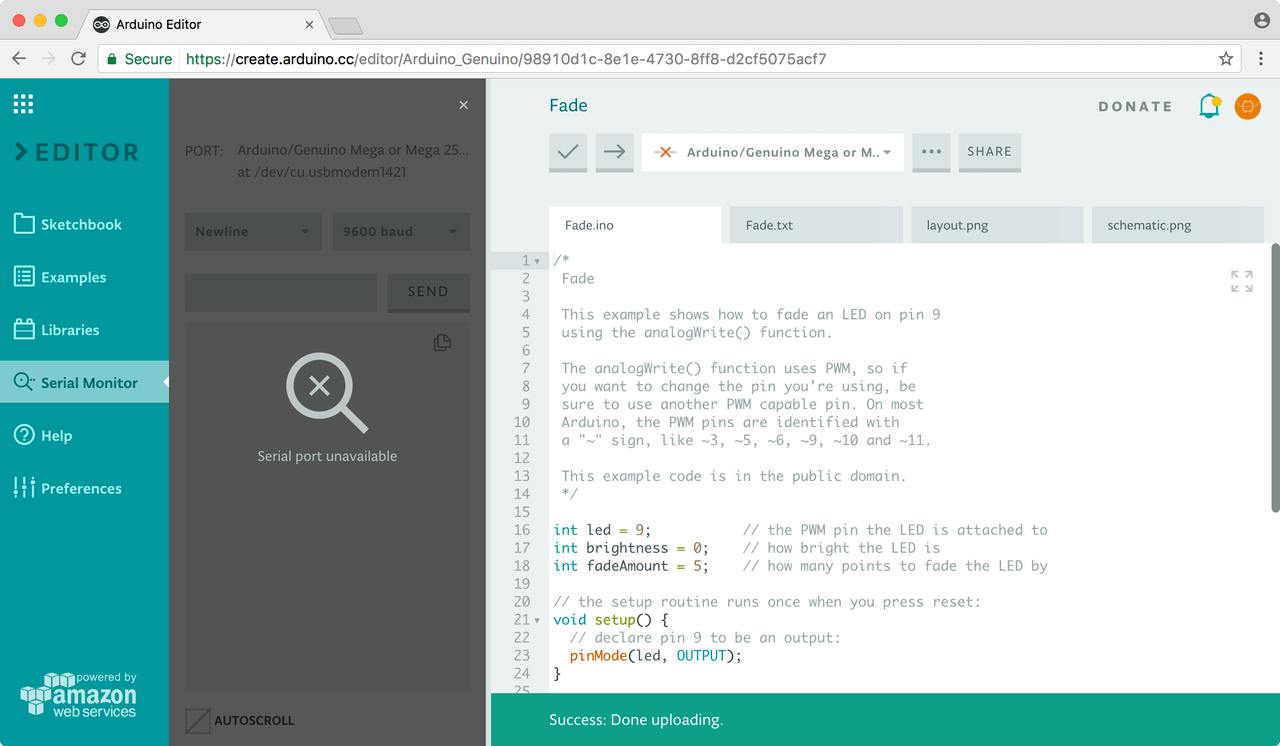 Arduino Editor
Secure https://create.arduino.cc/editor/Arduino_Genuino/98910d1c-8e1e-4730-8ff8-d2cf5075acf7
EDITOR
Sketchbook
Examples
Libraries
Serial Monitor
Help
Preferences
powered by
amazon
web services
PORT: Arduino/Genuino Mega or Mega 25...
at /dev/cu.usbmodem1421
Newline
9600 baud
SEND
Serial port unavailable
AUTOSCROLL
Fade
DONATE
Arduino/Genuino Mega or M..
SHARE
Fade.ino
Fade.txt
layout.png
schematic.png
1 /*
2 Fade
3
4 This example shows how to fade an LED on pin 9
5 using the analogWrite() function.
6
7 The analogWrite() function uses PWM, so if
8 you want to change the pin you're using, be
9 sure to use another PWM capable pin. On most
10 Arduino, the PWM pins are identified with
11 a "~" sign, like ~3, ~5, ~6, ~9, ~10 and ~11.
12
13 This example code is in the public domain.
14 */
15
16 int led = 9; // the PWM pin the LED is attached to
17 int brightness = 0; // how bright the LED is
18 int fadeAmount = 5; // how many points to fade the LED by
19
20 // the setup routine runs once when you press reset:
21 void setup() {
22 // declare pin 9 to be an output:
23 pinMode(led, OUTPUT);
24 }
25
Success: Done uploading.